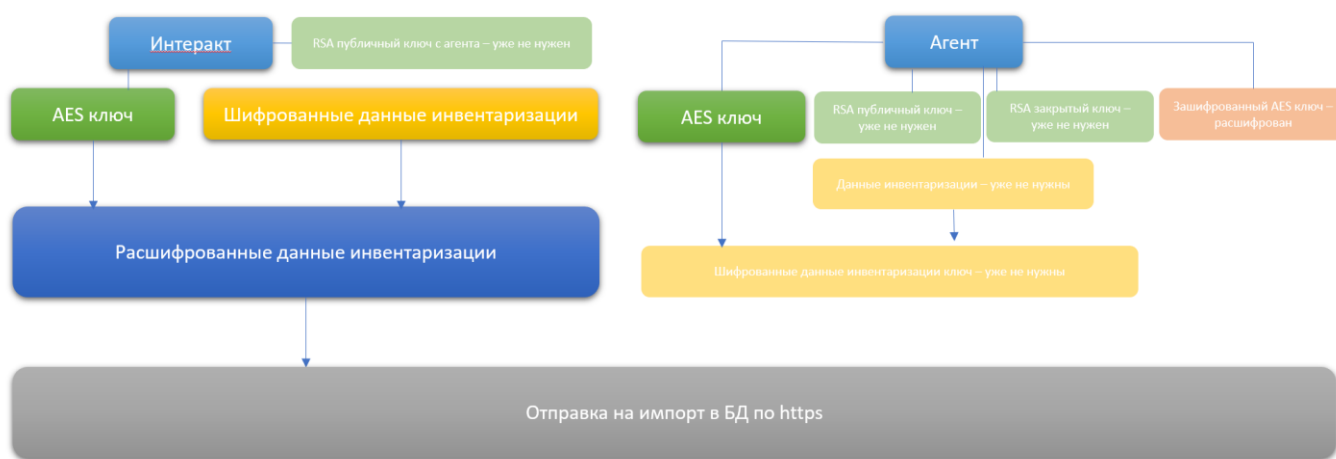 Интеракт
RSA публичный ключ с агента – уже не нужен
AES ключ
Шифрованные данные инвентаризации
Расшифрованные данные инвентаризации
Агент
AES ключ
RSA публичный ключ –
уже не нужен
RSA закрытый ключ –
уже не нужен
Зашифрованный AES ключ –
расшифрован
Данные инвентаризации – уже не нужны
Шифрованные данные инвентаризации ключ – уже не нужны
Отправка на импорт в БД по https